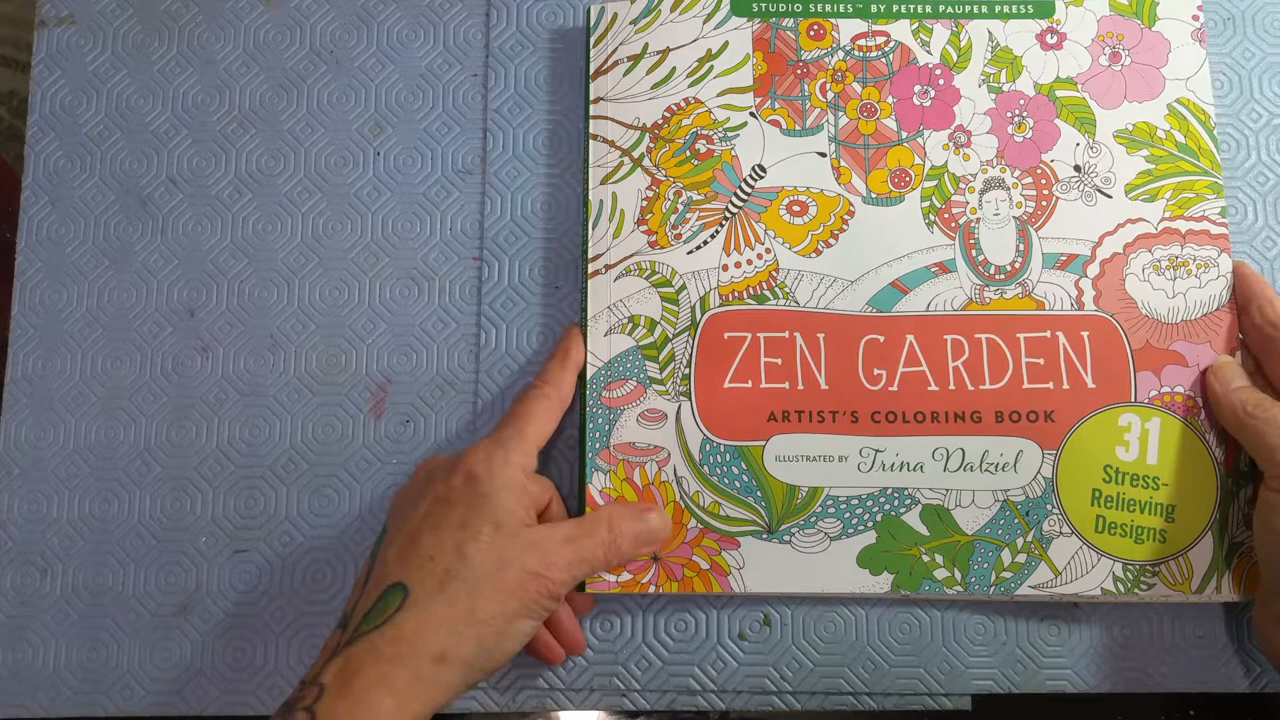 STUDIO SERIES™ BY PETER PAUPER PRESS
ZEN GARDEN
ARTIST'S COLORING BOOK
ILLUSTRATED BY Trina Dalziel
31
Stress-
Relieving
Designs